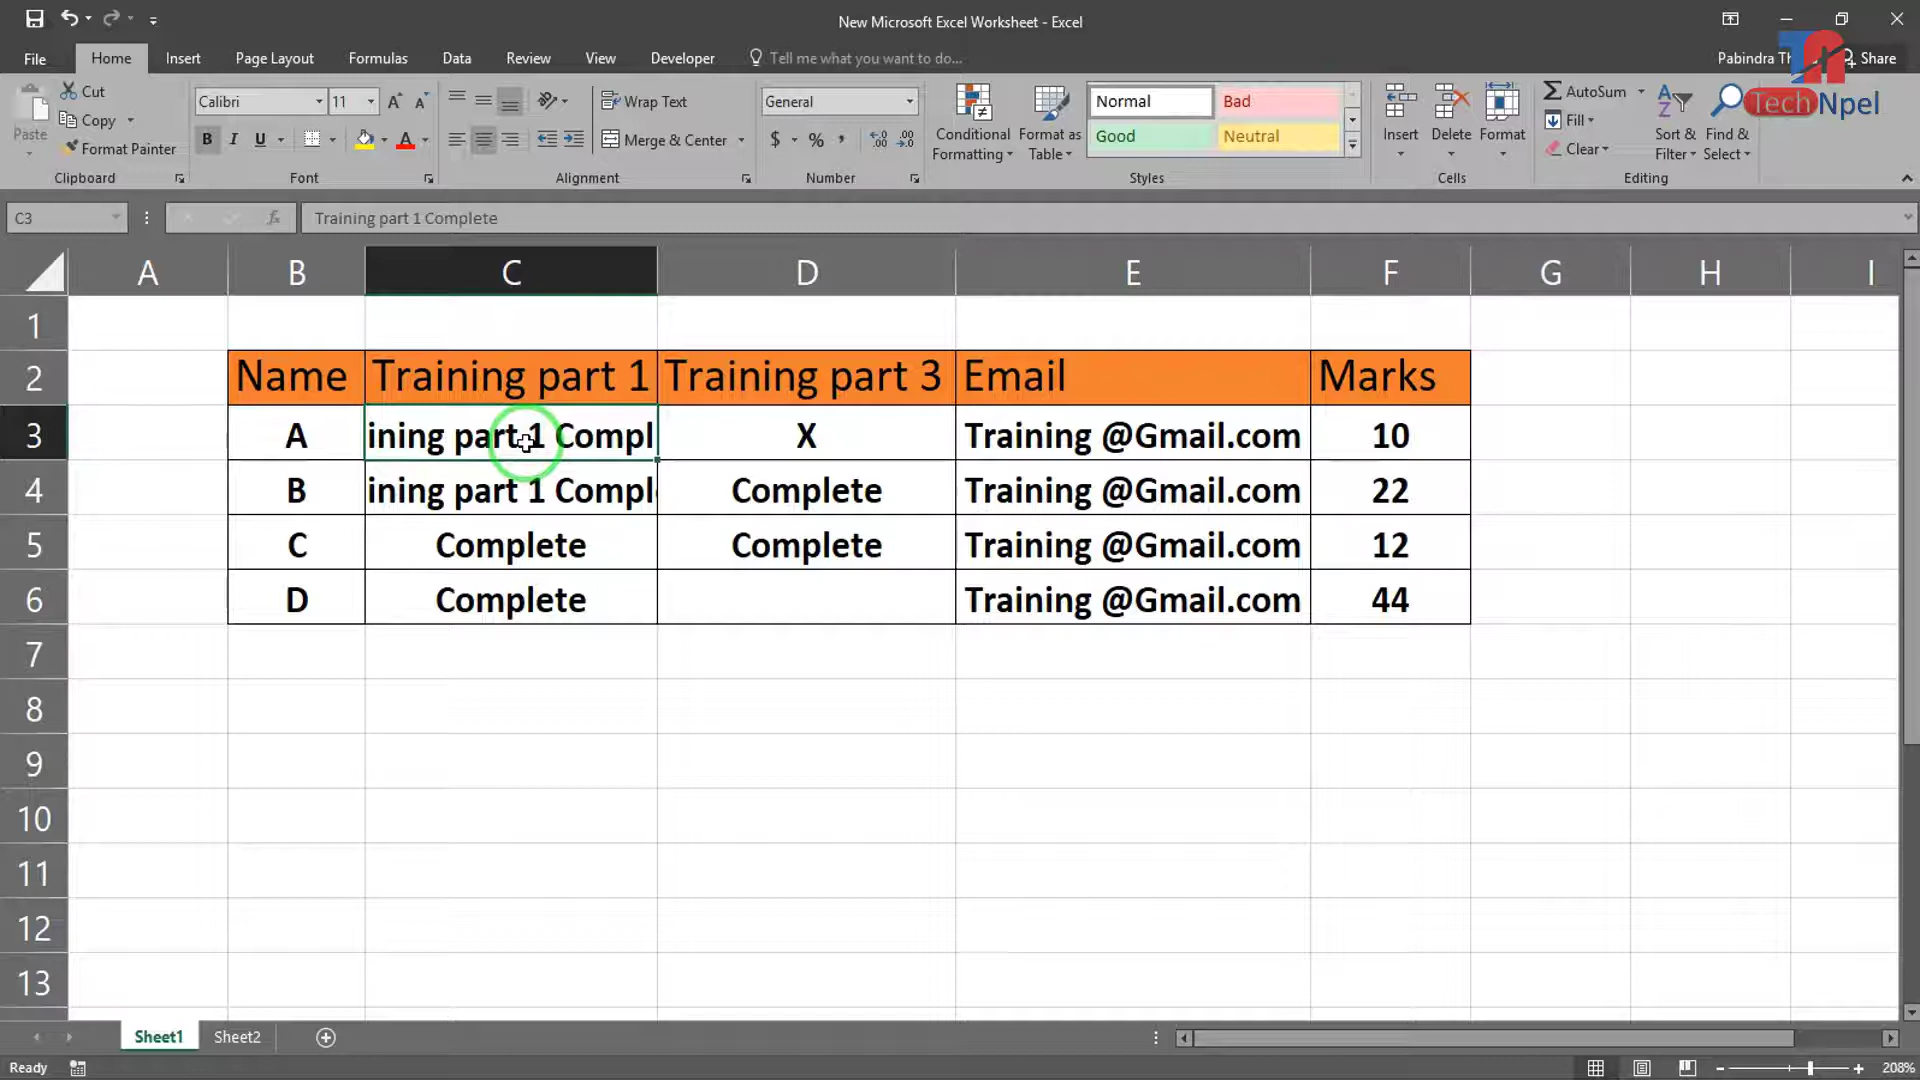 New Microsoft Excel Worksheet - Excel
File Home Insert Page Layout Formulas Data Review View Developer Tell me what you want to do... Pabindra Th Share
Tech Npel
Paste Cut Copy Format Painter Clipboard
Calibri 11 B I U A Font
Wrap Text Merge & Center Alignment
General $ % , Number
Conditional Formatting Format as Table Normal Bad Good Neutral Styles
Insert Delete Format Cells
AutoSum Fill Clear Sort & Filter Find & Select Editing
C3 fx Training part 1 Complete
A B C D E F G H I
1
2 Name Training part 1 Training part 3 Email Marks
3 A ining part 1 Compl X Training @Gmail.com 10
4 B ining part 1 Compl Complete Training @Gmail.com 22
5 C Complete Complete Training @Gmail.com 12
6 D Complete Training @Gmail.com 44
7
8
9
10
11
12
13
Sheet1 Sheet2
Ready 208%